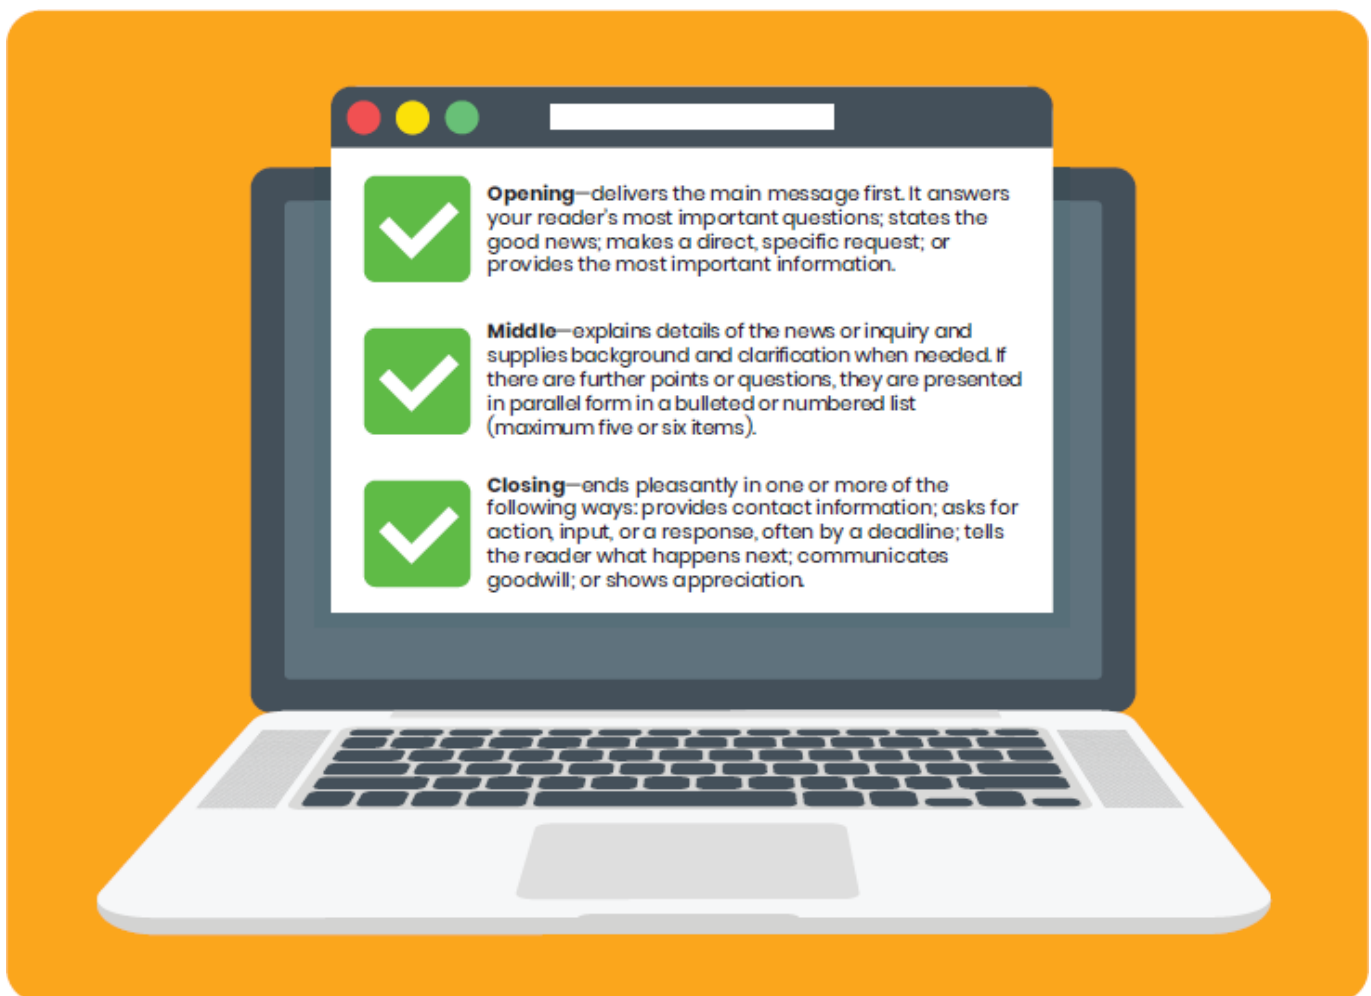 Opening—delivers the main message first. It answers
your reader's most important questions; states the
good news; makes a direct, specific request; or
provides the most important information.
Middle—explains details of the news or inquiry and
supplies background and clarification when needed. If
there are further points or questions, they are presented
in parallel form in a bulleted or numbered list
(maximum five or six items).
Closing—ends pleasantly in one or more of the
following ways: provides contact information; asks for
action, input, or a response, often by a deadline; tells
the reader what happens next; communicates
goodwill; or shows appreciation.